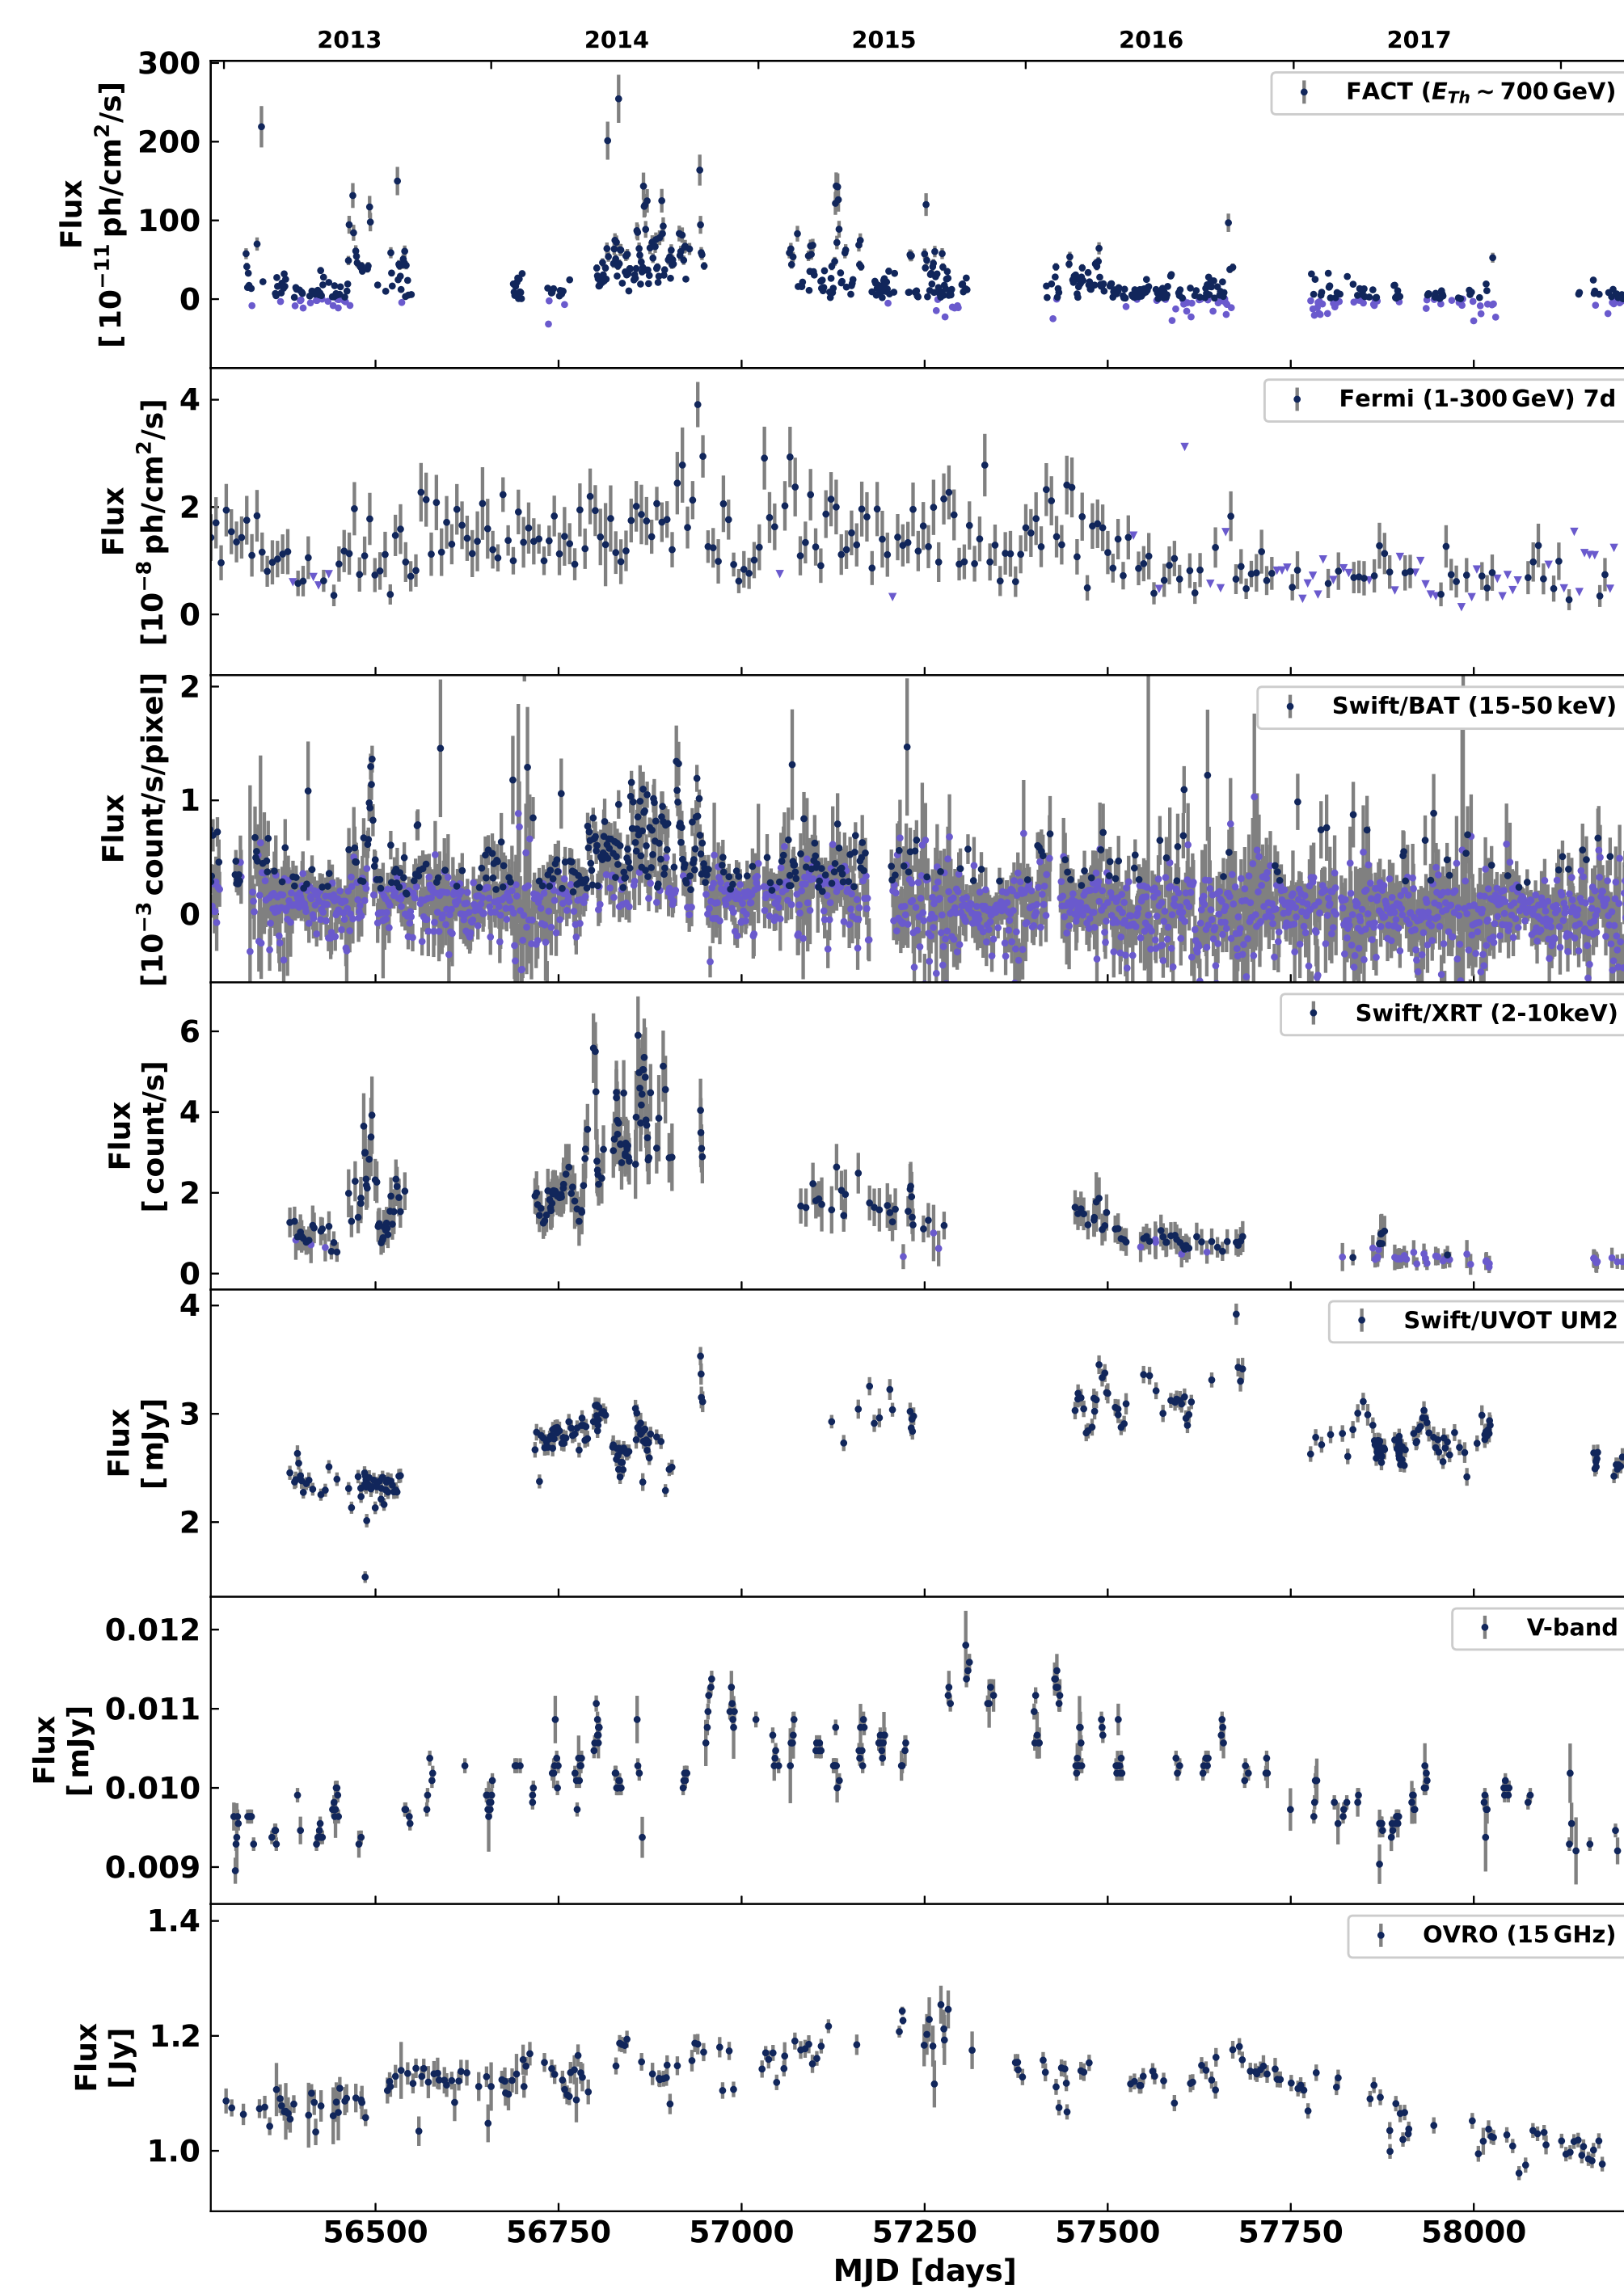 2013 2014 2015 2016 2017
300
200
100
0
Flux
[10⁻¹¹ ph/cm²/s]
FACT (E_Th ~ 700 GeV)
4
2
0
Flux
[10⁻⁸ ph/cm²/s]
Fermi (1-300 GeV) 7d
2
1
0
Flux
[10⁻³ count/s/pixel]
Swift/BAT (15-50 keV)
6
4
2
0
Flux
[count/s]
Swift/XRT (2-10keV)
4
3
2
Flux
[mJy]
Swift/UVOT UM2
0.012
0.011
0.010
0.009
Flux
[mJy]
V-band
1.4
1.2
1.0
Flux
[Jy]
OVRO (15 GHz)
56500 56750 57000 57250 57500 57750 58000
MJD [days]